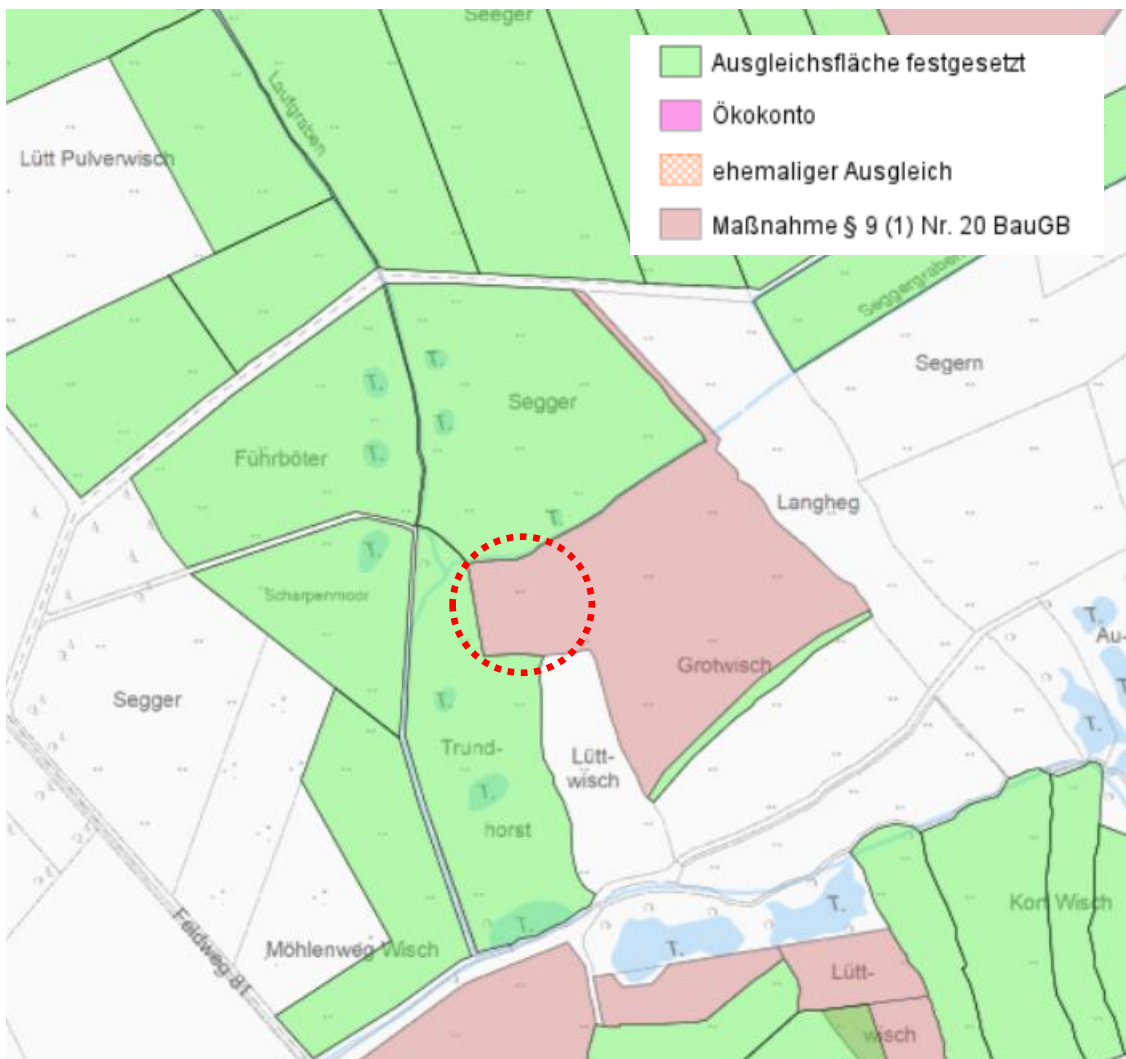 Seeger
Ausgleichsfläche festgesetzt
Ökokonto
ehemaliger Ausgleich
Maßnahme § 9 (1) Nr. 20 BauGB
Laufgraben
Lütt Pulverwisch
Seggergraben
Segern
T.
T.
T.
T.
Segger
Führböter
Langheg
T.
T.
Scharpenmoor
T.
Au-
Grotwisch
T.
T.
Segger
T.
Trund-
horst
Lütt-
wisch
T.
T.
T.
T.
Kort Wisch
Möhlenweg Wisch
Feldweg 81
Lütt-
wisch